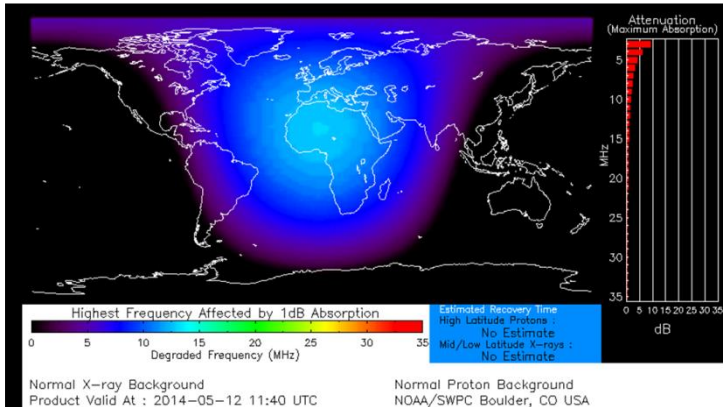 Attenuation
(Maximum Absorption)
5
10
15
20
25
30
35
MHz
0 5 10 15 20 25 30 35
dB
Highest Frequency Affected by 1dB Absorption
0 5 10 15 20 25 30 35
Degraded Frequency (MHz)
Estimated Recovery Time
High Latitude Protons :
No Estimate
Mid/Low Latitude X-rays :
No Estimate
Normal X-ray Background
Product Valid At : 2014-05-12 11:40 UTC
Normal Proton Background
NOAA/SWPC Boulder, CO USA